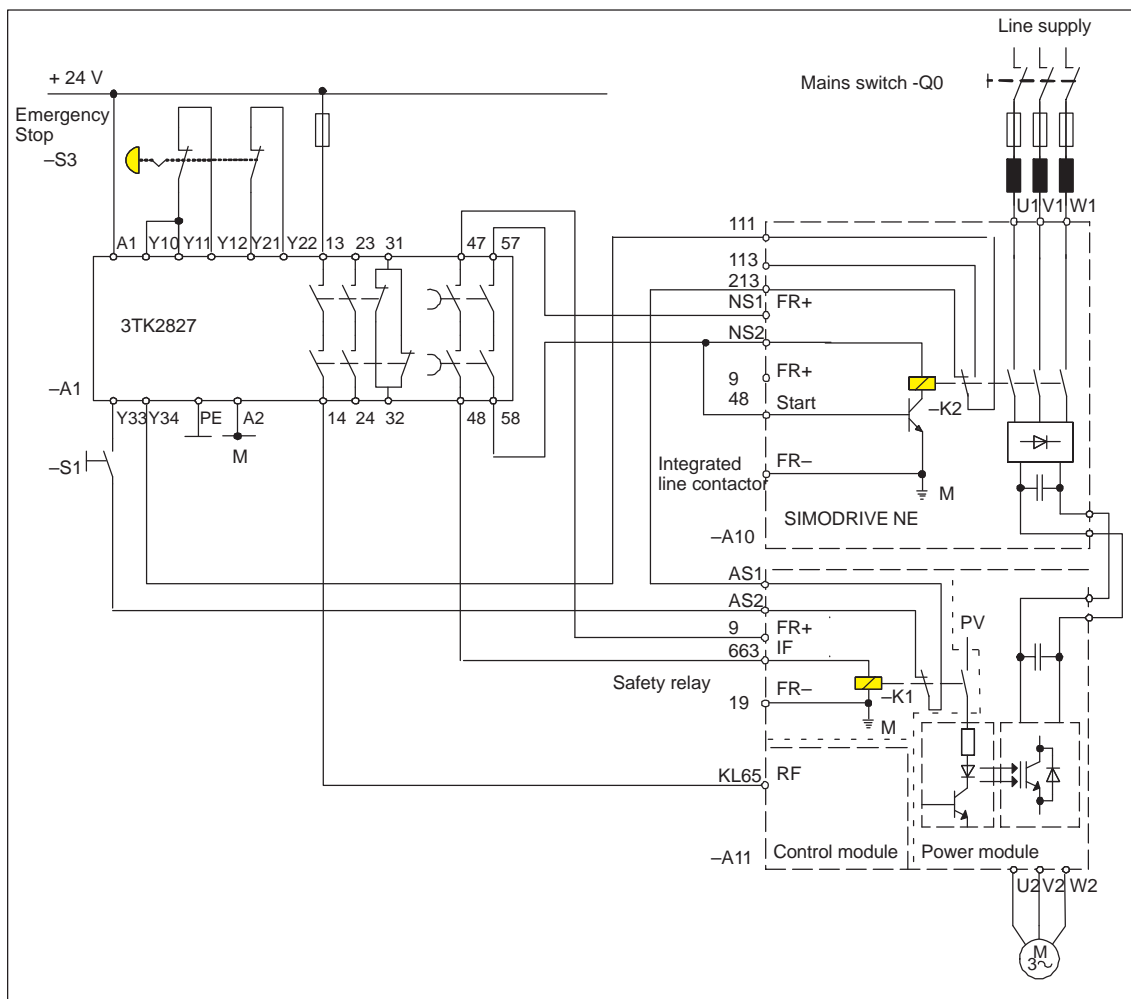 Line supply
+ 24 V
Mains switch -Q0
Emergency
Stop
–S3
U1 V1 W1
A1 Y10 Y11 Y12 Y21 Y22 13 23 31 47 57
111
113
213
NS1 FR+
3TK2827
NS2
9 FR+
–K2
48 Start
–A1
Y33 Y34 PE A2 14 24 32 48 58
M
–S1
Integrated
line contactor
FR–
M
SIMODRIVE NE
–A10
AS1
AS2
PV
9 FR+
663 IF
Safety relay
–K1
19 FR–
M
KL65 RF
–A11
Control module
Power module
U2 V2 W2
M
3~